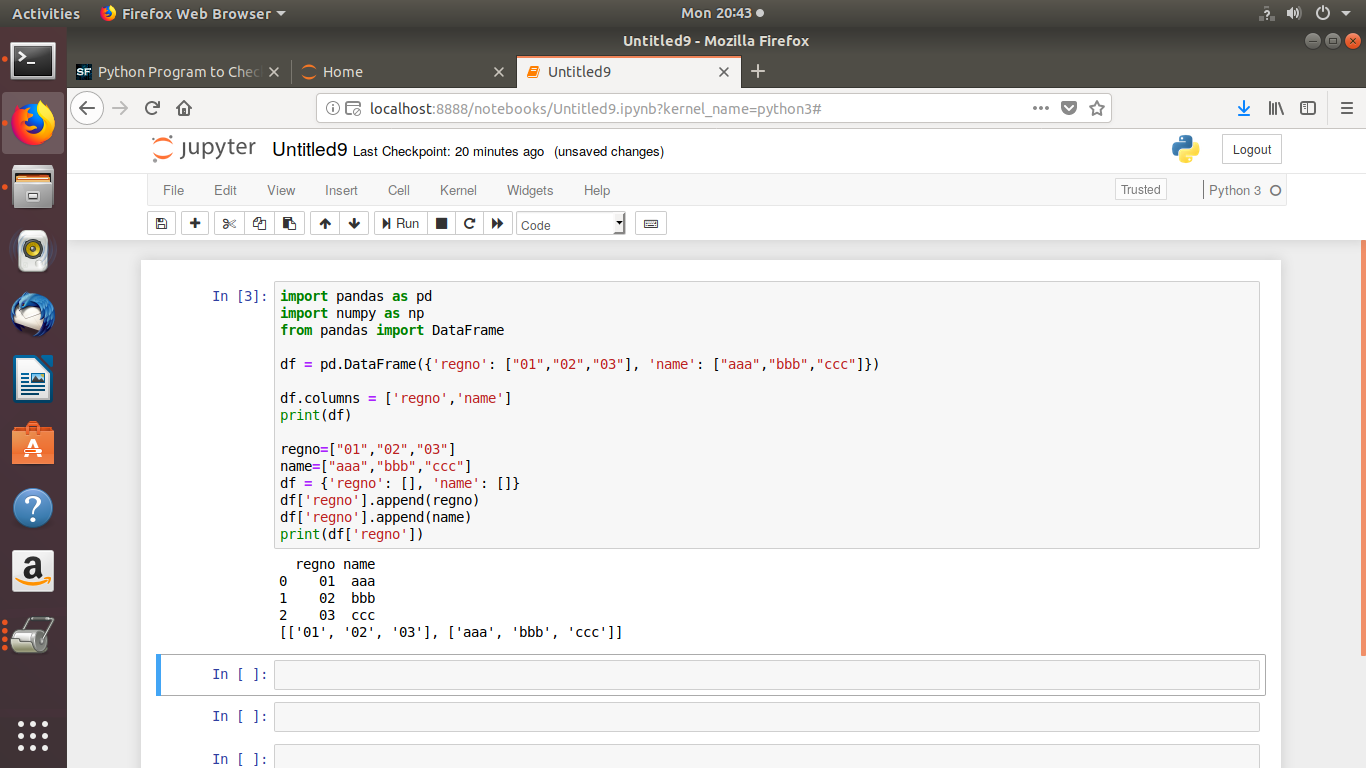 Activities Firefox Web Browser Mon 20:43
Untitled9 - Mozilla Firefox
SF Python Program to Chec Home Untitled9
localhost:8888/notebooks/Untitled9.ipynb?kernel_name=python3#
jupyter Untitled9 Last Checkpoint: 20 minutes ago (unsaved changes) Logout
File Edit View Insert Cell Kernel Widgets Help Trusted Python 3
Run Code
In [3]: import pandas as pd
import numpy as np
from pandas import DataFrame
df = pd.DataFrame({'regno': ["01","02","03"], 'name': ["aaa","bbb","ccc"]})
df.columns = ['regno','name']
print(df)
regno=["01","02","03"]
name=["aaa","bbb","ccc"]
df = {'regno': [], 'name': []}
df['regno'].append(regno)
df['regno'].append(name)
print(df['regno'])
regno name
0 01 aaa
1 02 bbb
2 03 ccc
[['01', '02', '03'], ['aaa', 'bbb', 'ccc']]
In [ ]:
In [ ]:
In [ ]: